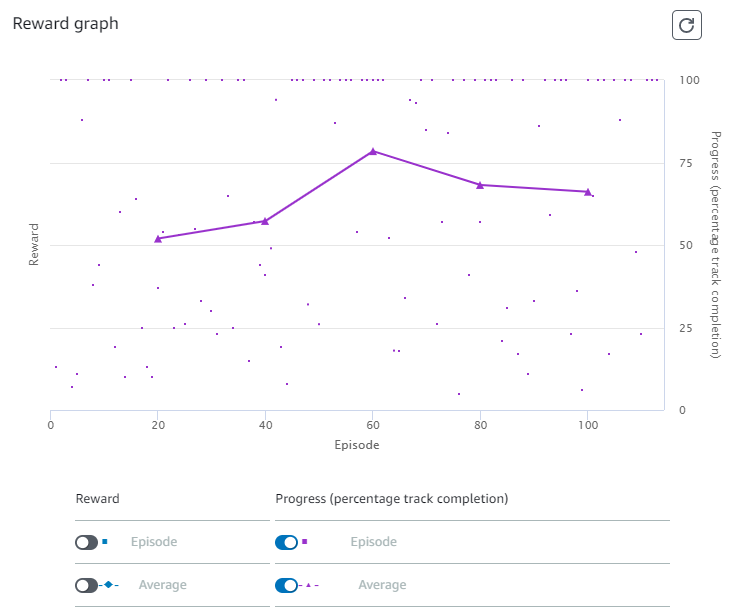 Reward graph
100
75
50
25
0
Reward
Progress (percentage track completion)
0 20 40 60 80 100
Episode
Reward Progress (percentage track completion)
Episode Episode
Average Average